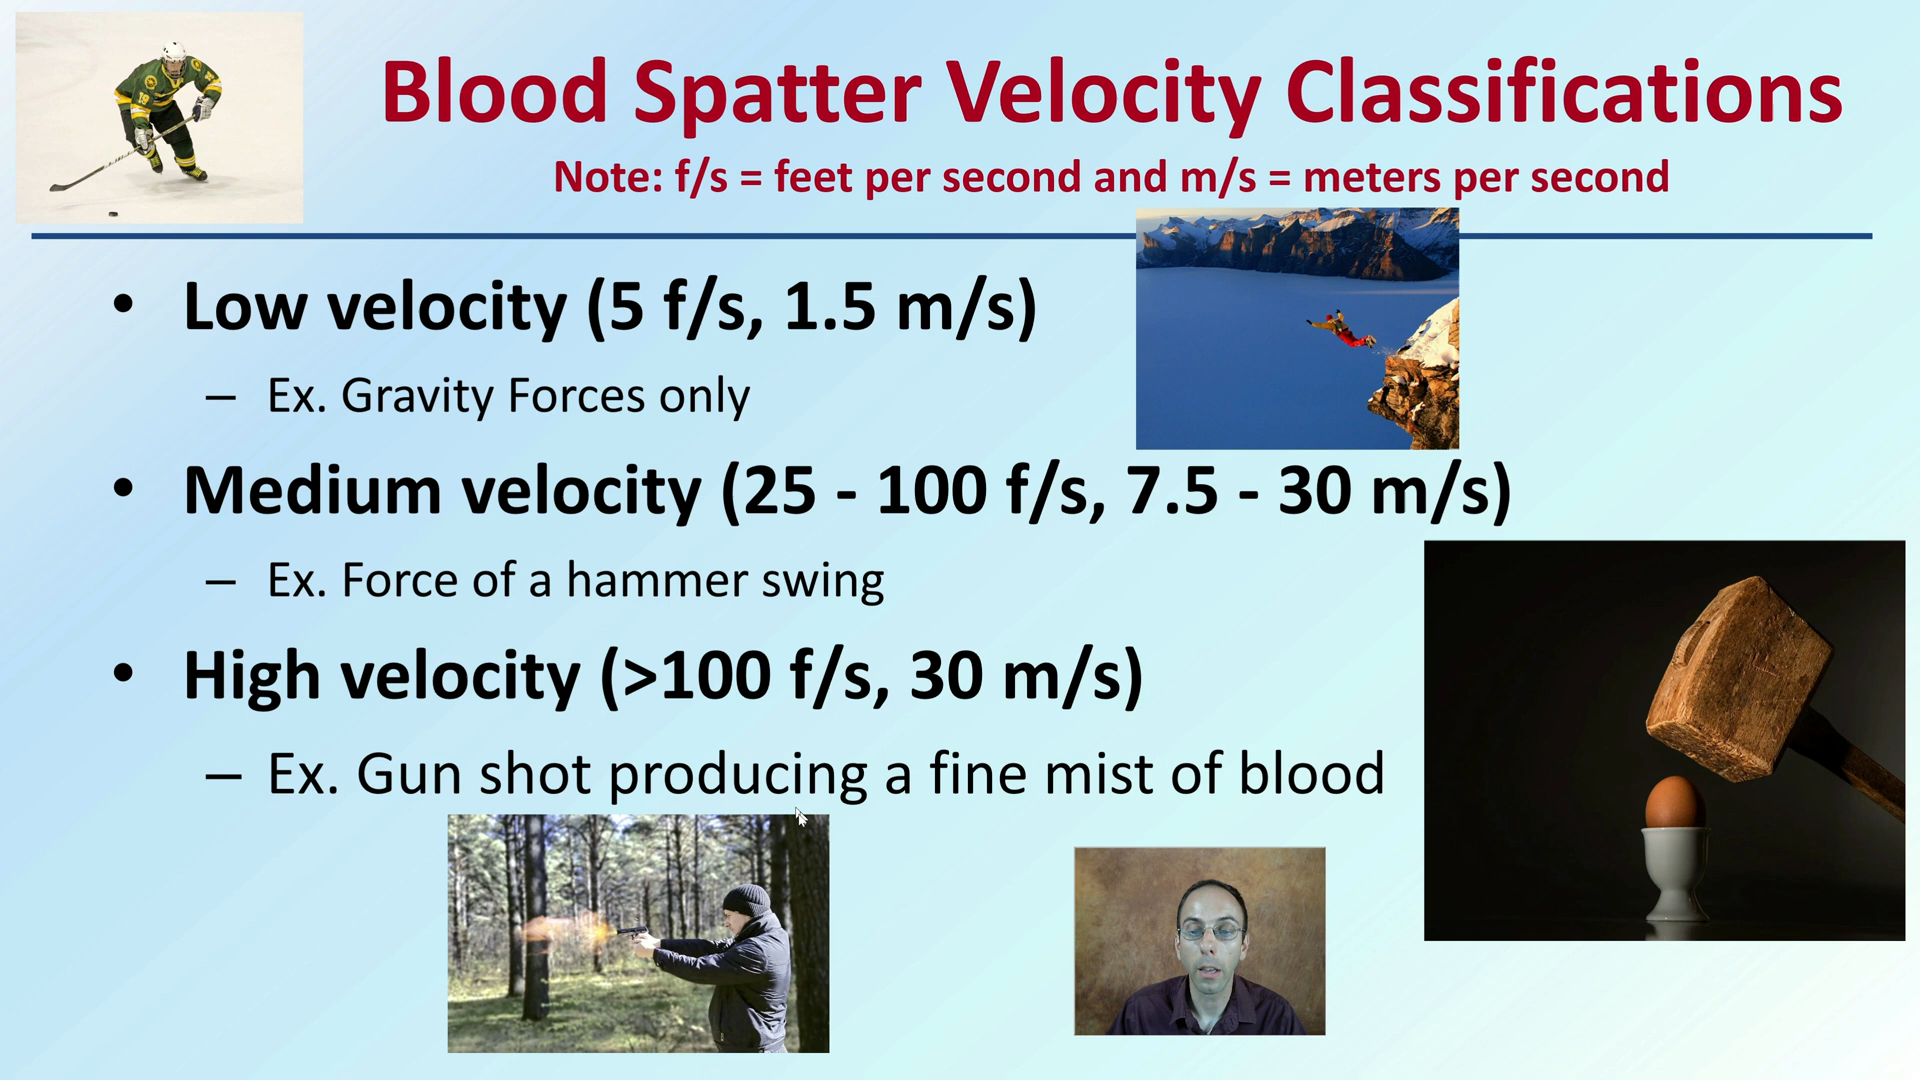 Blood Spatter Velocity Classifications
Note: f/s = feet per second and m/s = meters per second
• Low velocity (5 f/s, 1.5 m/s)
– Ex. Gravity Forces only
• Medium velocity (25 - 100 f/s, 7.5 - 30 m/s)
– Ex. Force of a hammer swing
• High velocity (>100 f/s, 30 m/s)
– Ex. Gun shot producing a fine mist of blood